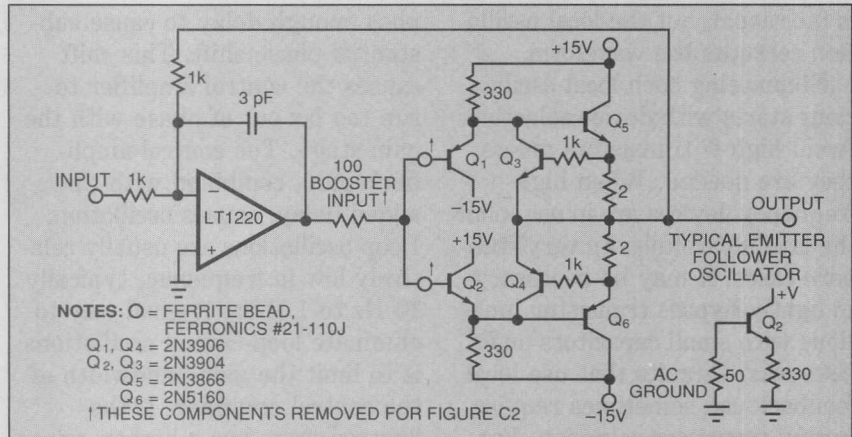 +15V
1k
3 pF
330
+15V
Q5
Q1
Q3
1k
100
BOOSTER
INPUT†
†
2
INPUT
1k
−
LT1220
+
−15V
+15V
OUTPUT
TYPICAL EMITTER
FOLLOWER
OSCILLATOR
2
†
Q2
Q4
1k
+V
Q2
NOTES: O = FERRITE BEAD,
FERRONICS #21-110J
Q1, Q4 = 2N3906
Q2, Q3 = 2N3904
Q5 = 2N3866
Q6 = 2N5160
†THESE COMPONENTS REMOVED FOR FIGURE C2
330
Q6
AC
GROUND
50
330
−15V